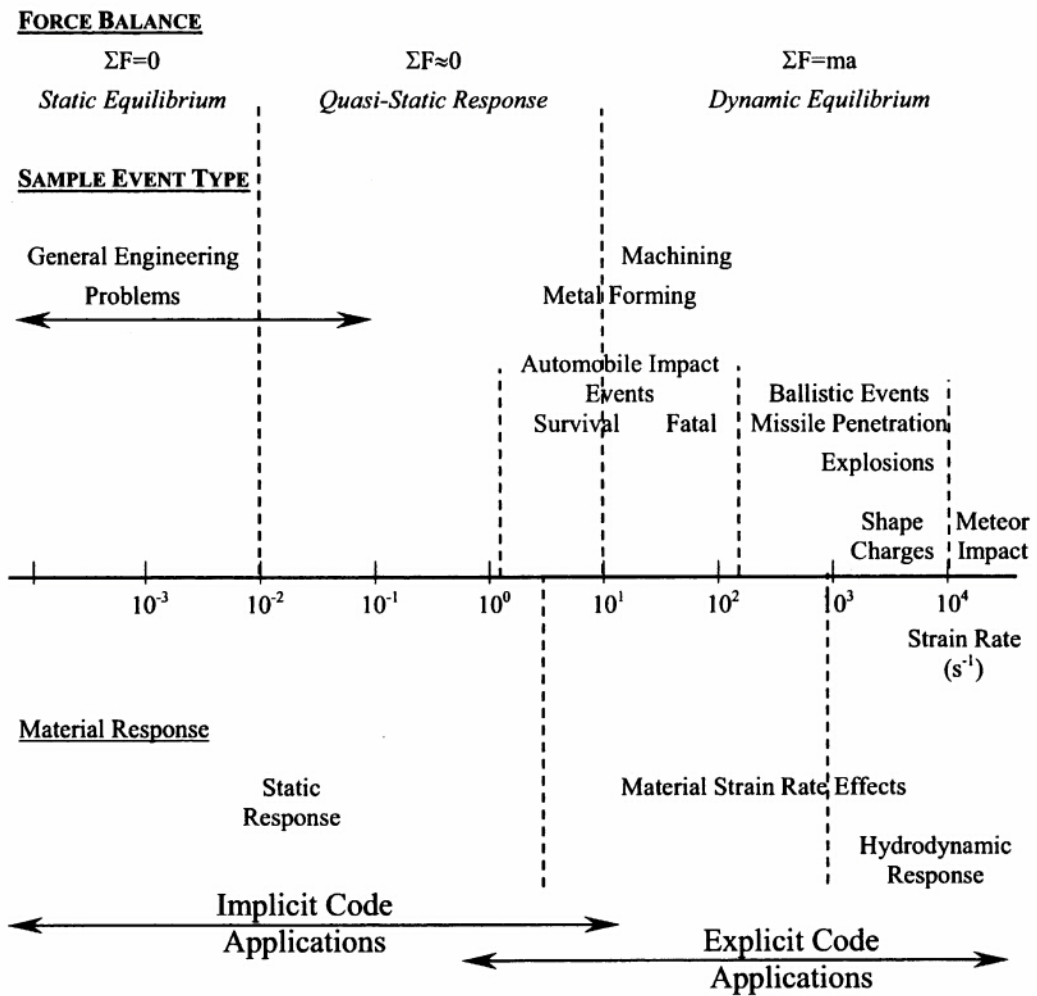 FORCE BALANCE
ΣF=0 ΣF≈0 ΣF=ma
Static Equilibrium Quasi-Static Response Dynamic Equilibrium
SAMPLE EVENT TYPE
General Engineering Machining
Problems Metal Forming
Automobile Impact
Events Ballistic Events
Survival Fatal Missile Penetration
Explosions
Shape Meteor
Charges Impact
10⁻³ 10⁻² 10⁻¹ 10⁰ 10¹ 10² 10³ 10⁴
Strain Rate
(s⁻¹)
Material Response
Static Material Strain Rate Effects
Response
Hydrodynamic
Response
Implicit Code
Applications
Explicit Code
Applications